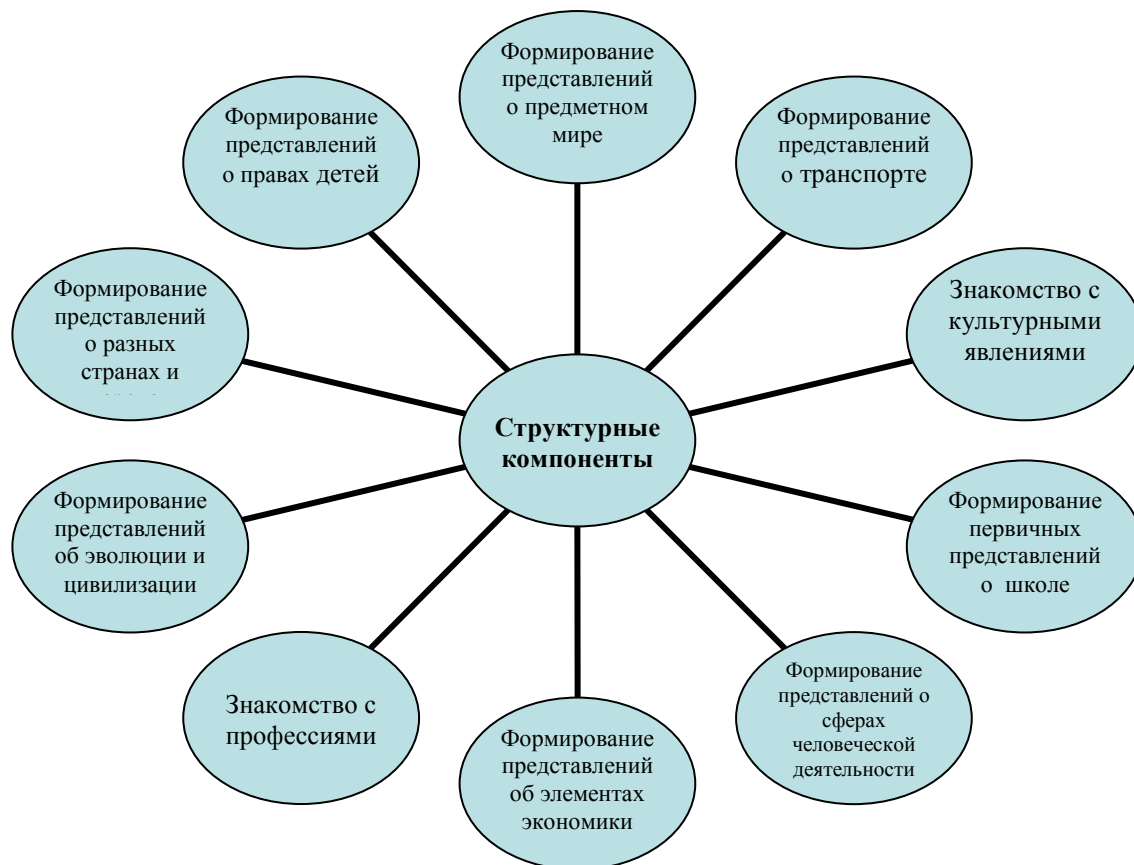 Формирование
представлений
о предметном
мире
Формирование
представлений
о транспорте
Знакомство с
культурными
явлениями
Формирование
первичных
представлений
о школе
Формирование
представлений о
сферах
человеческой
деятельности
Формирование
представлений
об элементах
экономики
Знакомство с
профессиями
Формирование
представлений
об эволюции и
цивилизации
Формирование
представлений
о разных
странах и
Формирование
представлений
о правах детей
Структурные
компоненты